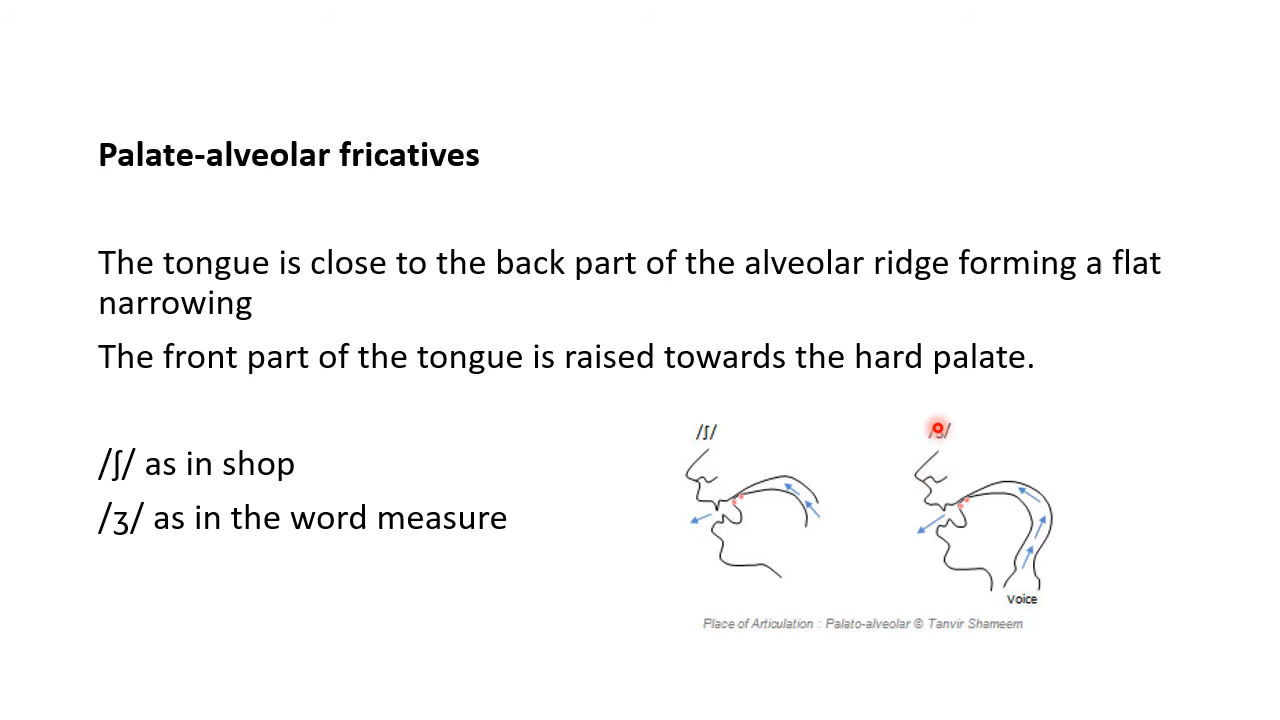 Palate-alveolar fricatives
The tongue is close to the back part of the alveolar ridge forming a flat
narrowing
The front part of the tongue is raised towards the hard palate.
/ʃ/ as in shop
/ʒ/ as in the word measure
/ʃ/
/ʒ/
Voice
Place of Articulation : Palato-alveolar © Tanvir Shameem